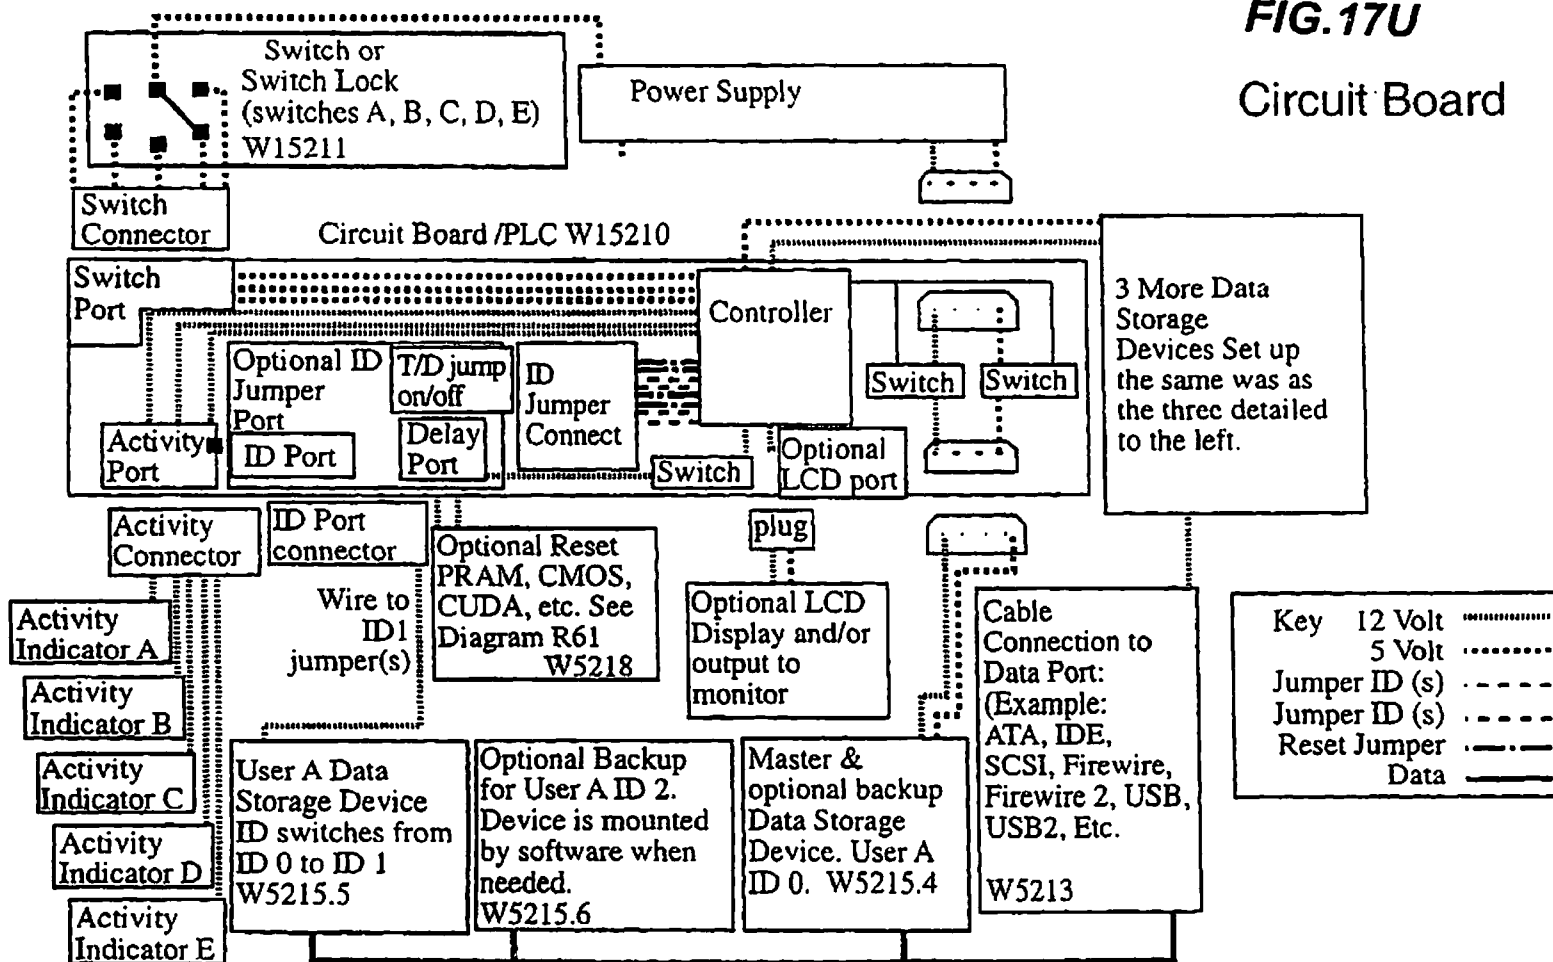 FIG.17U
Circuit Board
Switch or
Switch Lock
(switches A, B, C, D, E)
W15211
Power Supply
Switch
Connector
Circuit Board /PLC W15210
Switch
Port
Controller
3 More Data
Storage
Devices Set up
the same was as
the three detailed
to the left.
Optional ID
Jumper
Port
T/D jump
on/off
ID
Jumper
Connect
Switch
Switch
Activity
Port
ID Port
Delay
Port
Switch
Optional
LCD port
Activity
Connector
ID Port
connector
Optional Reset
PRAM, CMOS,
CUDA, etc. See
Diagram R61
W5218
plug
Wire to
ID1
jumper(s)
Optional LCD
Display and/or
output to
monitor
Cable
Connection to
Data Port:
(Example:
ATA, IDE,
SCSI, Firewire,
Firewire 2, USB,
USB2, Etc.
W5213
Key 12 Volt
5 Volt
Jumper ID (s)
Jumper ID (s)
Reset Jumper
Data
Activity
Indicator A
Activity
Indicator B
Activity
Indicator C
Activity
Indicator D
Activity
Indicator E
User A Data
Storage Device
ID switches from
ID 0 to ID 1
W5215.5
Optional Backup
for User A ID 2.
Device is mounted
by software when
needed.
W5215.6
Master &
optional backup
Data Storage
Device. User A
ID 0. W5215.4